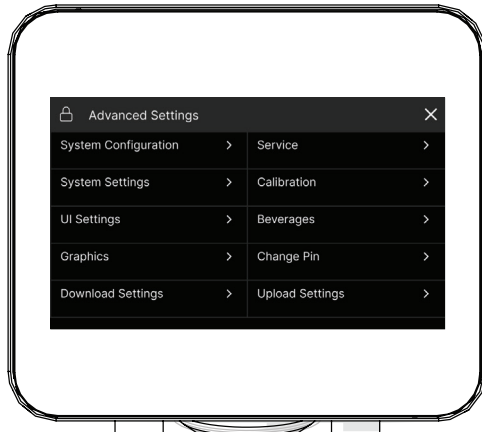 Advanced Settings
System Configuration
Service
System Settings
Calibration
UI Settings
Beverages
Graphics
Change Pin
Download Settings
Upload Settings